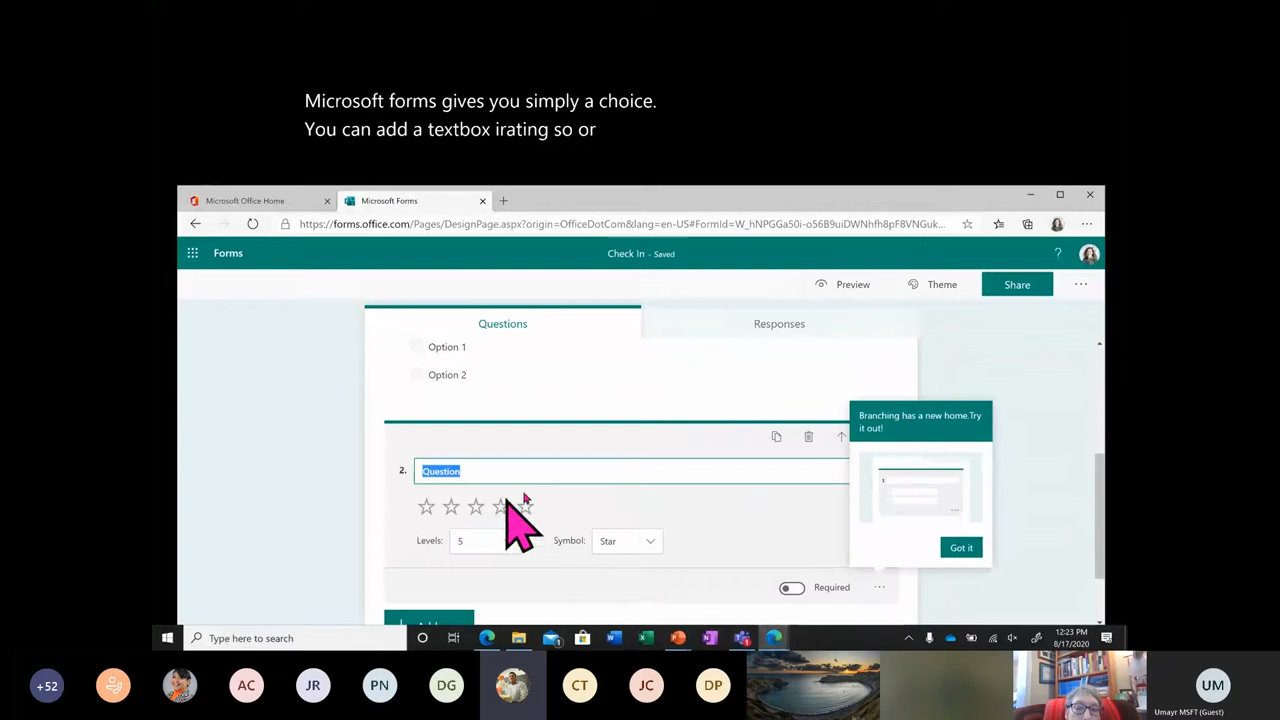 Microsoft forms gives you simply a choice.
You can add a textbox irating so or
Microsoft Office Home
Microsoft Forms
https://forms.office.com/Pages/DesignPage.aspx?origin=OfficeDotCom&lang=en-US#FormId=W_hNPGGa50i-o56B9uiDWNhfh8pF8VNGuk...
Forms
Check In - Saved
?
Preview
Theme
Share
Questions
Responses
Option 1
Option 2
Branching has a new home.Try
it out!
2.
Question
Levels:
5
Symbol:
Star
Got it
Required
Type here to search
12:23 PM
8/17/2020
+52
AC
JR
PN
DG
CT
JC
DP
UM
Umayr MSFT (Guest)